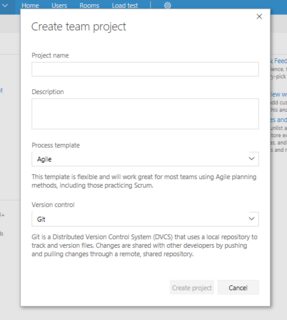 Home Users Rooms Load test
Create team project
Project name
Description
Process template
Agile
This template is flexible and will work great for most teams using Agile planning
methods, including those practicing Scrum.
Version control
Git
Git is a Distributed Version Control System (DVCS) that uses a local repository to
track and version files. Changes are shared with other developers by pushing
and pulling changes through a remote, shared repository.
Create project Cancel